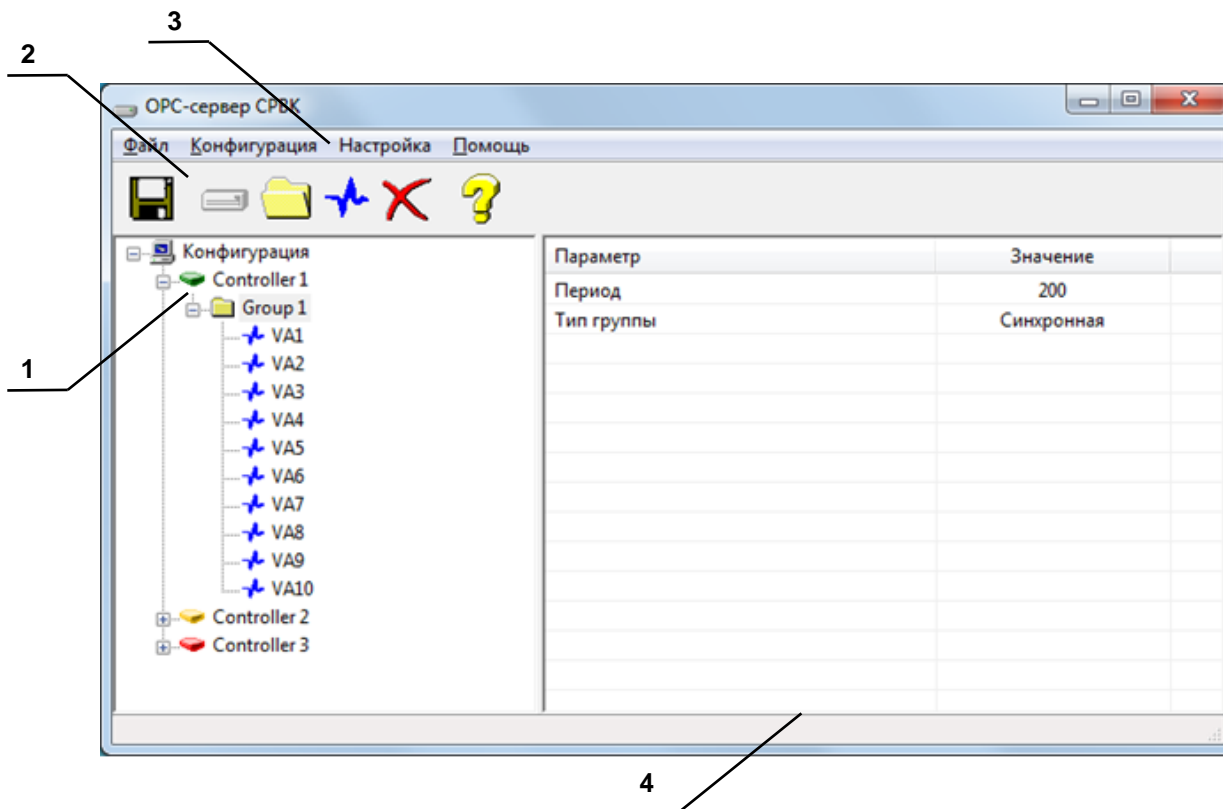 3
2
OPC-сервер СРВК
Файл Конфигурация Настройка Помощь
Конфигурация
Controller 1
Group 1
VA1
VA2
VA3
VA4
VA5
VA6
VA7
VA8
VA9
VA10
Controller 2
Controller 3
Параметр Значение
Период 200
Тип группы Синхронная
1
4